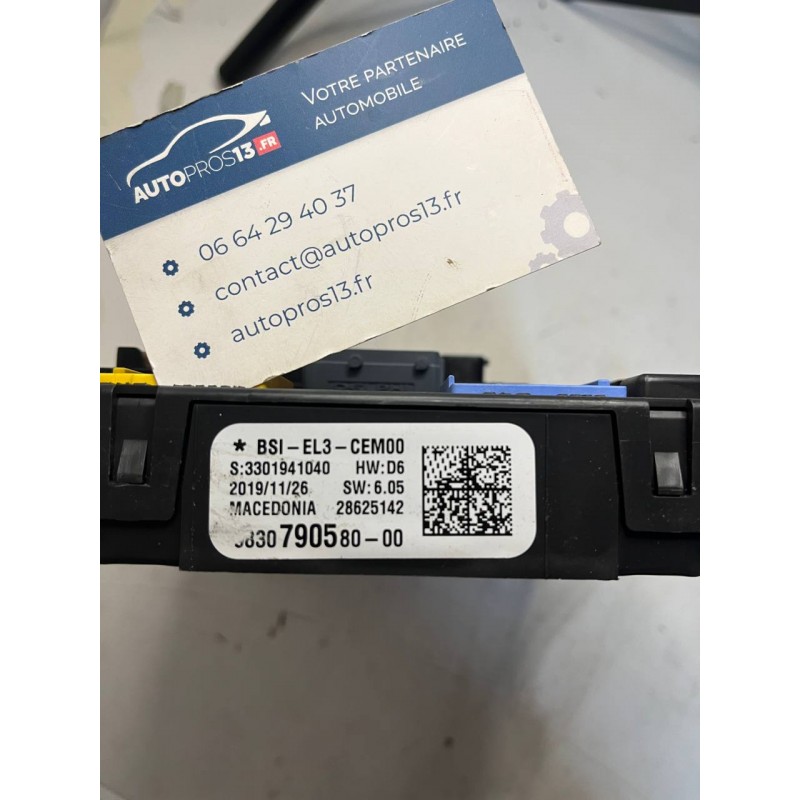 VOTRE PARTENAIRE
AUTOMOBILE
AUTOPROS13.FR
06 64 29 40 37
contact@autopros13.fr
autopros13.fr
* BSI-EL3-CEM00
S:3301941040 HW:D6
2019/11/26 SW:6.05
MACEDONIA 28625142
9830790580-00